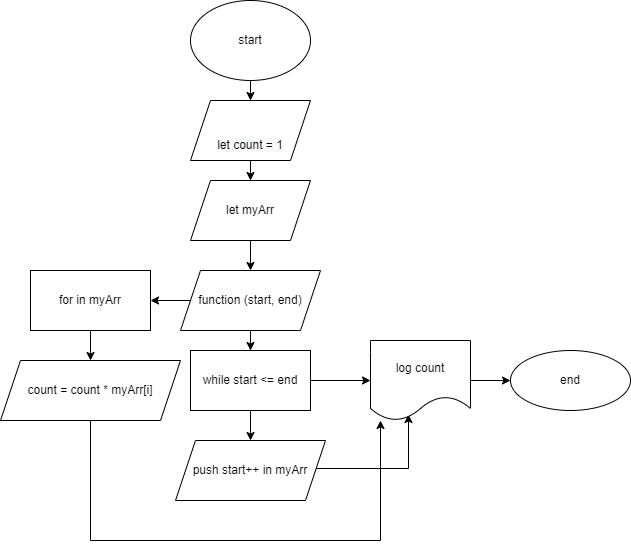 start
let count = 1
let myArr
for in myArr
function (start, end)
count = count * myArr[i]
while start <= end
log count
end
push start++ in myArr